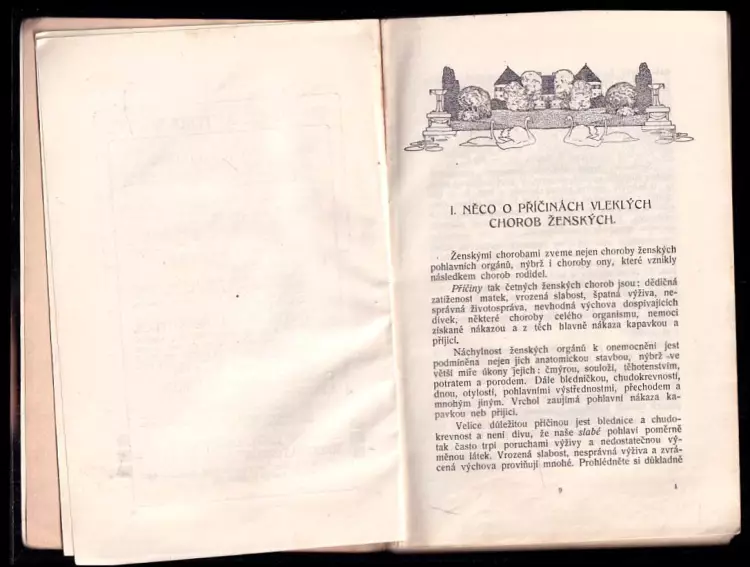 I. NĚCO O PŘÍČINÁCH VLEKLÝCH
CHOROB ŽENSKÝCH.
Ženskými chorobami zveme nejen choroby ženských
pohlavních orgánů, nýbrž i choroby ony, které vznikly
následkem chorob rodidel.
Příčiny tak četných ženských chorob jsou: dědičná
zatíženost matek, vrozená slabost, špatná výživa, ne-
správná životospráva, nevhodná výchova dospívajících
dívek, některé choroby celého organismu, nemoci
získané nákazou a z těch hlavně nákaza kapavkou a
příjicí.
Náchylnost ženských orgánů k onemocnění jest
podmíněna nejen jich anatomickou stavbou, nýbrž ve
větší míře úkony jejich: čmýrou, souloží, těhotenstvím,
potratem a porodem. Dále bledničkou, chudokrevností,
dnou, otylostí, pohlavními výstřednostmi, přechodem a
mnohým jiným. Vrchol zaujímá pohlavní nákaza ka-
pavkou neb příjicí.
Velice důležitou příčinou jest blednice a chudo-
krevnost a není divu, že naše slabé pohlaví poměrně
tak často trpí poruchami výživy a nedostatečnou vý-
měnou látek. Vrozená slabost, nesprávná výživa a zvrá-
cená výchova proviňují mnohé. Prohlédněte si důkladně
9 1